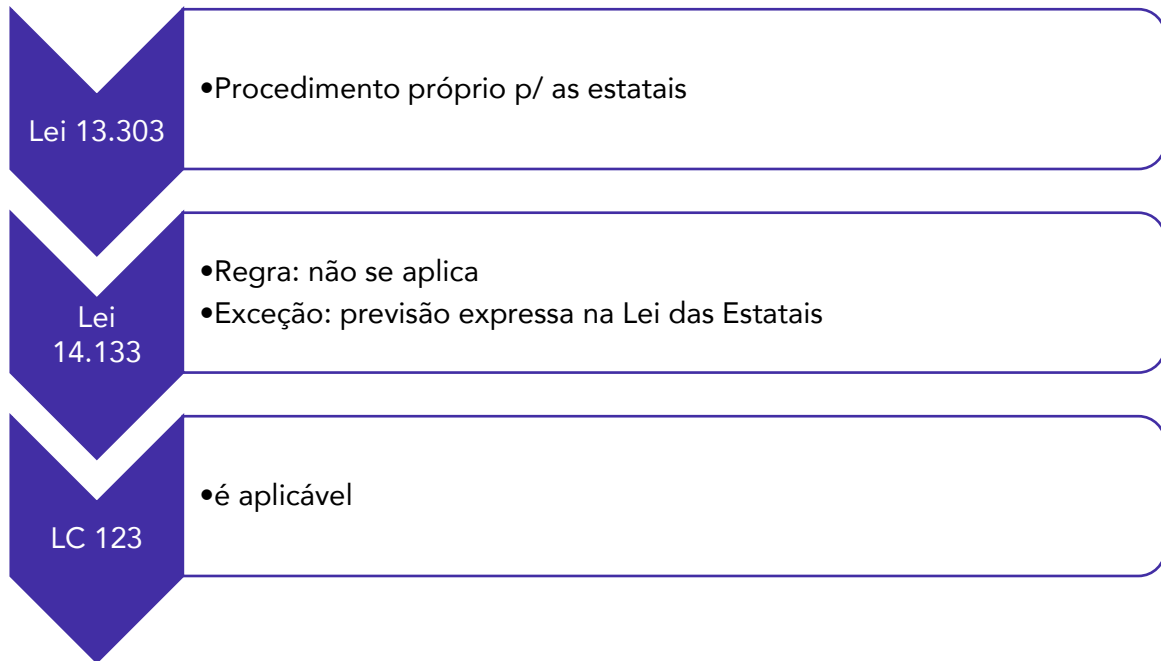 Lei 13.303
•Procedimento próprio p/ as estatais
Lei
14.133
•Regra: não se aplica
•Exceção: previsão expressa na Lei das Estatais
LC 123
•é aplicável